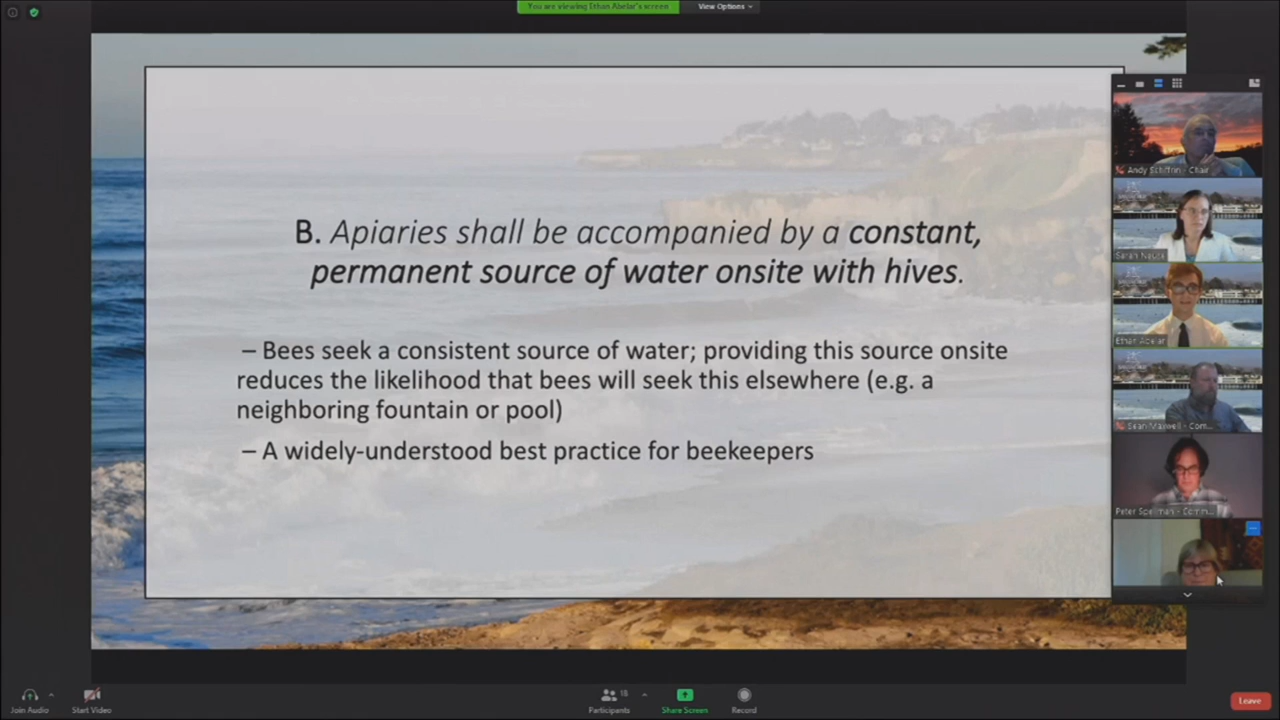 You are viewing Ethan Abelar's screen
View Options
B. Apiaries shall be accompanied by a constant,
permanent source of water onsite with hives.
– Bees seek a consistent source of water; providing this source onsite
reduces the likelihood that bees will seek this elsewhere (e.g. a
neighboring fountain or pool)
– A widely-understood best practice for beekeepers
Andy Schiffrin - Chair
Sarah Neuse
Ethan Abelar
Sean Maxwell - Com...
Peter Spellman - Comm...
Join Audio
Start Video
18
Participants
Share Screen
Record
Leave